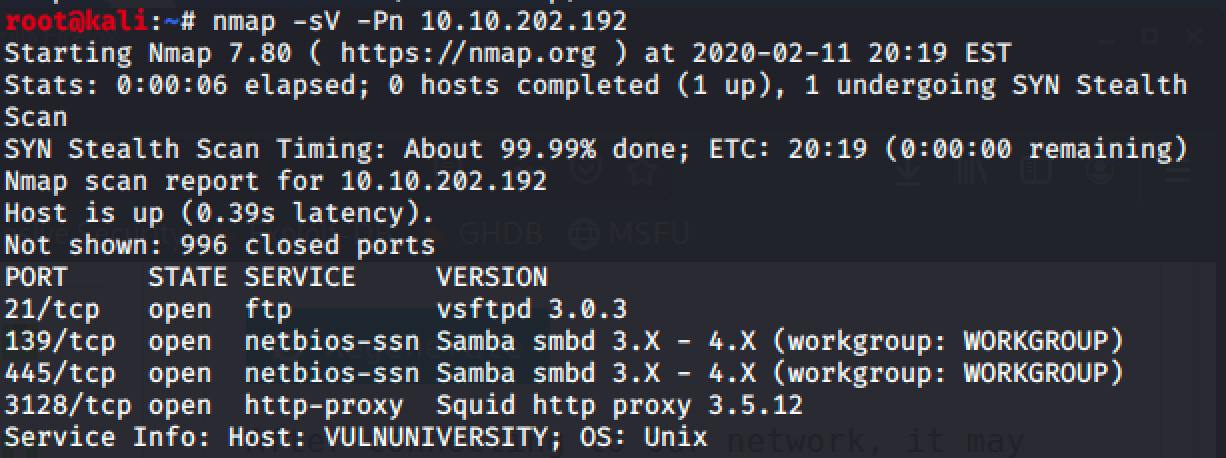 root@kali:~# nmap -sV -Pn 10.10.202.192
Starting Nmap 7.80 ( https://nmap.org ) at 2020-02-11 20:19 EST
Stats: 0:00:06 elapsed; 0 hosts completed (1 up), 1 undergoing SYN Stealth
Scan
SYN Stealth Scan Timing: About 99.99% done; ETC: 20:19 (0:00:00 remaining)
Nmap scan report for 10.10.202.192
Host is up (0.39s latency).
GHDB MSFU
Not shown: 996 closed ports
PORT     STATE SERVICE     VERSION
21/tcp   open  ftp         vsftpd 3.0.3
139/tcp  open  netbios-ssn Samba smbd 3.X - 4.X (workgroup: WORKGROUP)
445/tcp  open  netbios-ssn Samba smbd 3.X - 4.X (workgroup: WORKGROUP)
3128/tcp open  http-proxy  Squid http proxy 3.5.12
Service Info: Host: VULNUNIVERSITY; OS: Unix
network, it may